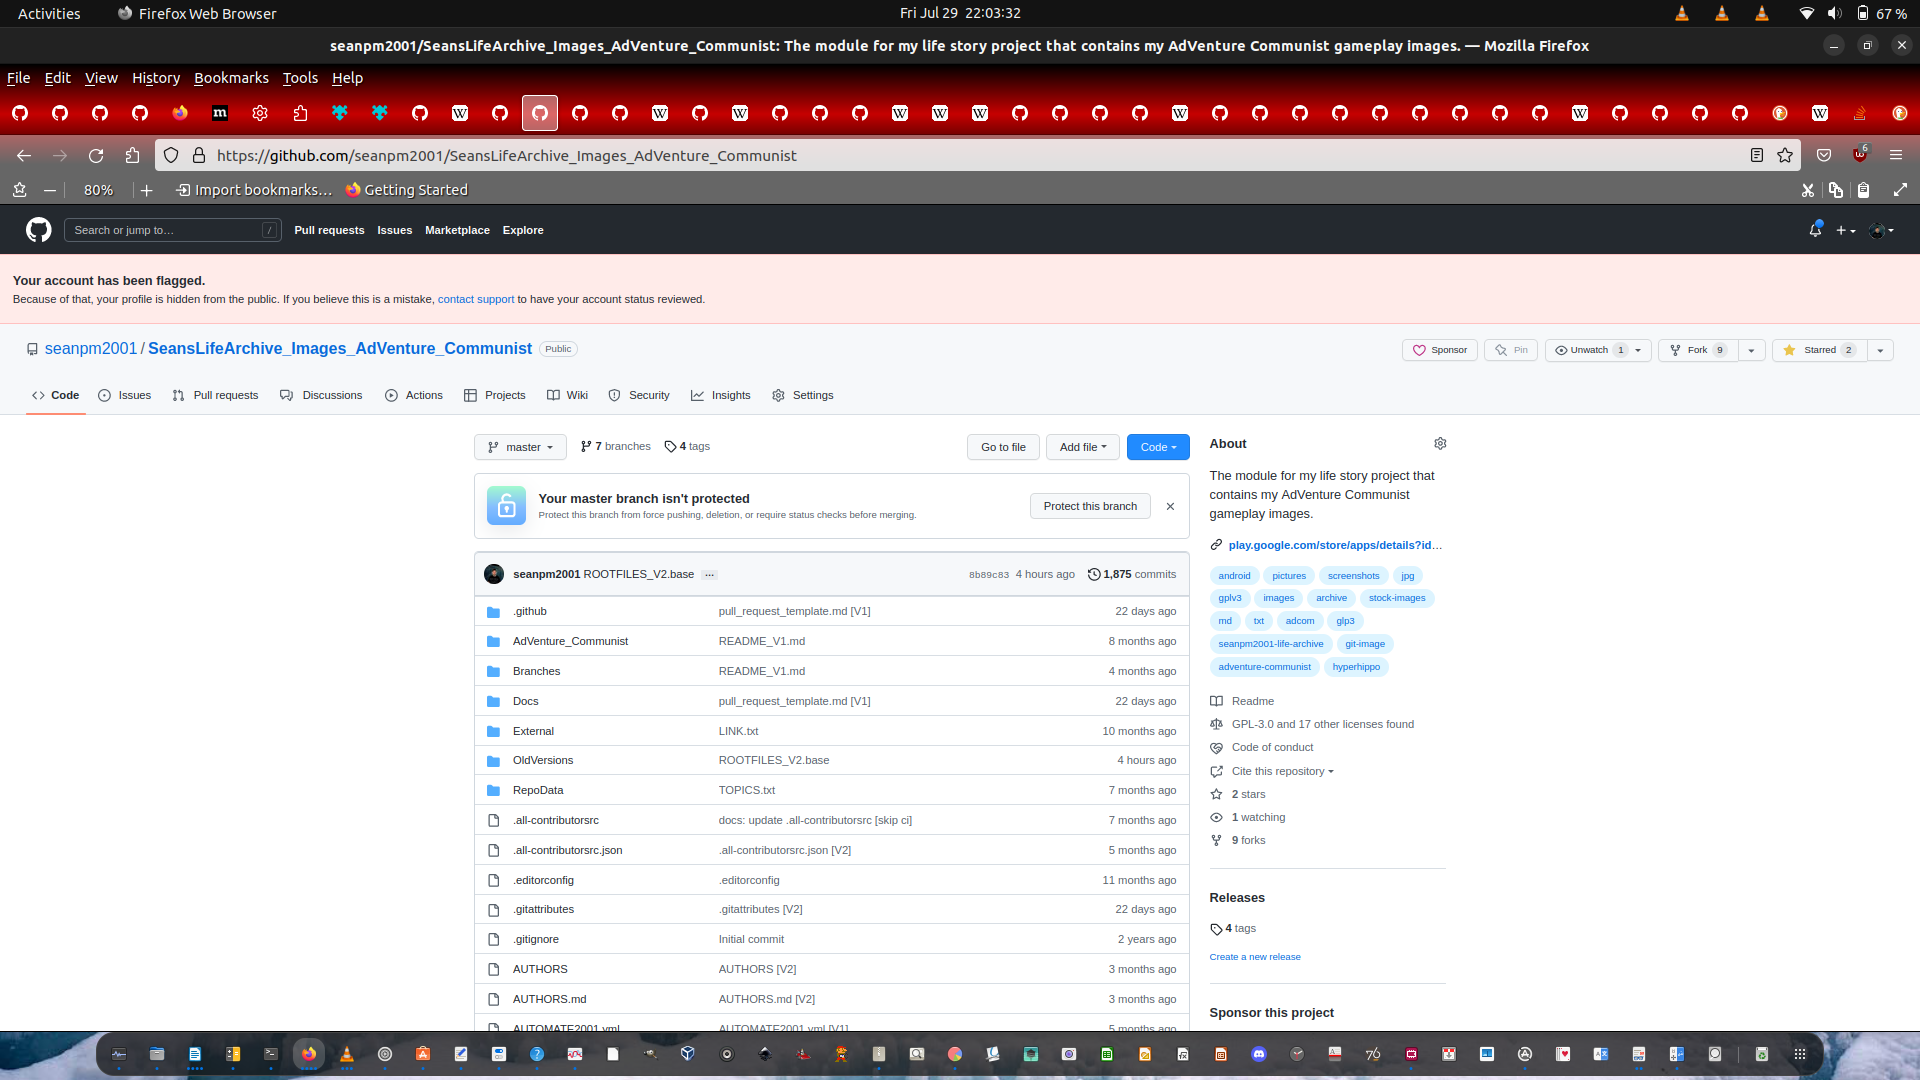 Activities
Firefox Web Browser
Fri Jul 29 22:03:32
67 %
seanpm2001/SeansLifeArchive_Images_AdVenture_Communist: The module for my life story project that contains my AdVenture Communist gameplay images. — Mozilla Firefox
File Edit View History Bookmarks Tools Help
https://github.com/seanpm2001/SeansLifeArchive_Images_AdVenture_Communist
6
80%
Import bookmarks…
Getting Started
Search or jump to…
/
Pull requests Issues Marketplace Explore
Your account has been flagged.
Because of that, your profile is hidden from the public. If you believe this is a mistake, contact support to have your account status reviewed.
seanpm2001 / SeansLifeArchive_Images_AdVenture_Communist Public
Sponsor
Pin
Unwatch 1
Fork 9
Starred 2
Code
Issues
Pull requests
Discussions
Actions
Projects
Wiki
Security
Insights
Settings
master
7 branches
4 tags
Go to file
Add file
Code
Your master branch isn't protected
Protect this branch from force pushing, deletion, or require status checks before merging.
Protect this branch
seanpm2001 ROOTFILES_V2.base …
8b89c83 4 hours ago
1,875 commits
.github pull_request_template.md [V1] 22 days ago
AdVenture_Communist README_V1.md 8 months ago
Branches README_V1.md 4 months ago
Docs pull_request_template.md [V1] 22 days ago
External LINK.txt 10 months ago
OldVersions ROOTFILES_V2.base 4 hours ago
RepoData TOPICS.txt 7 months ago
.all-contributorsrc docs: update .all-contributorsrc [skip ci] 7 months ago
.all-contributorsrc.json .all-contributorsrc.json [V2] 5 months ago
.editorconfig .editorconfig 11 months ago
.gitattributes .gitattributes [V2] 22 days ago
.gitignore Initial commit 2 years ago
AUTHORS AUTHORS [V2] 3 months ago
AUTHORS.md AUTHORS.md [V2] 3 months ago
AUTOMATE2001.yml AUTOMATE2001.yml [V1] 5 months ago
About
The module for my life story project that
contains my AdVenture Communist
gameplay images.
play.google.com/store/apps/details?id…
android pictures screenshots jpg
gplv3 images archive stock-images
md txt adcom glp3
seanpm2001-life-archive git-image
adventure-communist hyperhippo
Readme
GPL-3.0 and 17 other licenses found
Code of conduct
Cite this repository
2 stars
1 watching
9 forks
Releases
4 tags
Create a new release
Sponsor this project